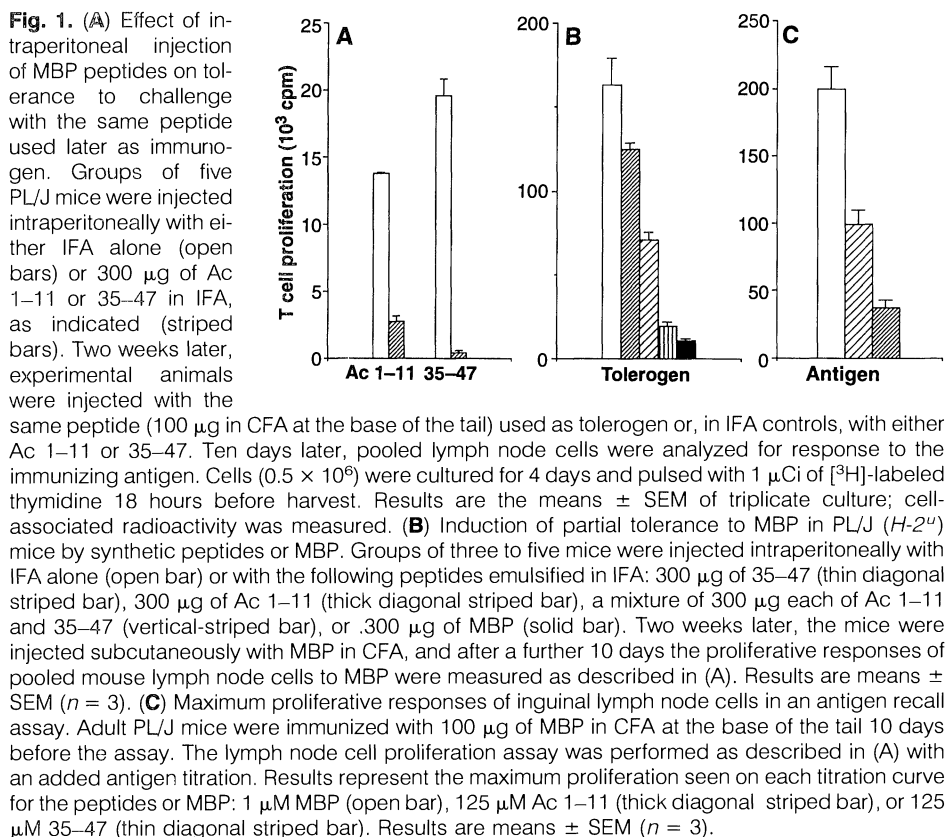 Fig. 1. (A) Effect of in-
traperitoneal injection
of MBP peptides on tol-
erance to challenge
with the same peptide
used later as immuno-
gen. Groups of five
PL/J mice were injected
intraperitoneally with ei-
ther IFA alone (open
bars) or 300 μg of Ac
1–11 or 35–47 in IFA,
as indicated (striped
bars). Two weeks later,
experimental animals
were injected with the
same peptide (100 μg in CFA at the base of the tail) used as tolerogen or, in IFA controls, with either
Ac 1–11 or 35–47. Ten days later, pooled lymph node cells were analyzed for response to the
immunizing antigen. Cells (0.5 × 10⁶) were cultured for 4 days and pulsed with 1 μCi of [³H]-labeled
thymidine 18 hours before harvest. Results are the means ± SEM of triplicate culture; cell-
associated radioactivity was measured. (B) Induction of partial tolerance to MBP in PL/J (H-2ᵘ)
mice by synthetic peptides or MBP. Groups of three to five mice were injected intraperitoneally with
IFA alone (open bar) or with the following peptides emulsified in IFA: 300 μg of 35–47 (thin diagonal
striped bar), 300 μg of Ac 1–11 (thick diagonal striped bar), a mixture of 300 μg each of Ac 1–11
and 35–47 (vertical-striped bar), or .300 μg of MBP (solid bar). Two weeks later, the mice were
injected subcutaneously with MBP in CFA, and after a further 10 days the proliferative responses of
pooled mouse lymph node cells to MBP were measured as described in (A). Results are means ±
SEM (n = 3). (C) Maximum proliferative responses of inguinal lymph node cells in an antigen recall
assay. Adult PL/J mice were immunized with 100 μg of MBP in CFA at the base of the tail 10 days
before the assay. The lymph node cell proliferation assay was performed as described in (A) with
an added antigen titration. Results represent the maximum proliferation seen on each titration curve
for the peptides or MBP: 1 μM MBP (open bar), 125 μM Ac 1–11 (thick diagonal striped bar), or 125
μM 35–47 (thin diagonal striped bar). Results are means ± SEM (n = 3).
A
T cell proliferation (10³ cpm)
25
20
15
10
5
0
Ac 1–11 35–47
B
200
100
0
Tolerogen
C
250
200
150
100
50
0
Antigen